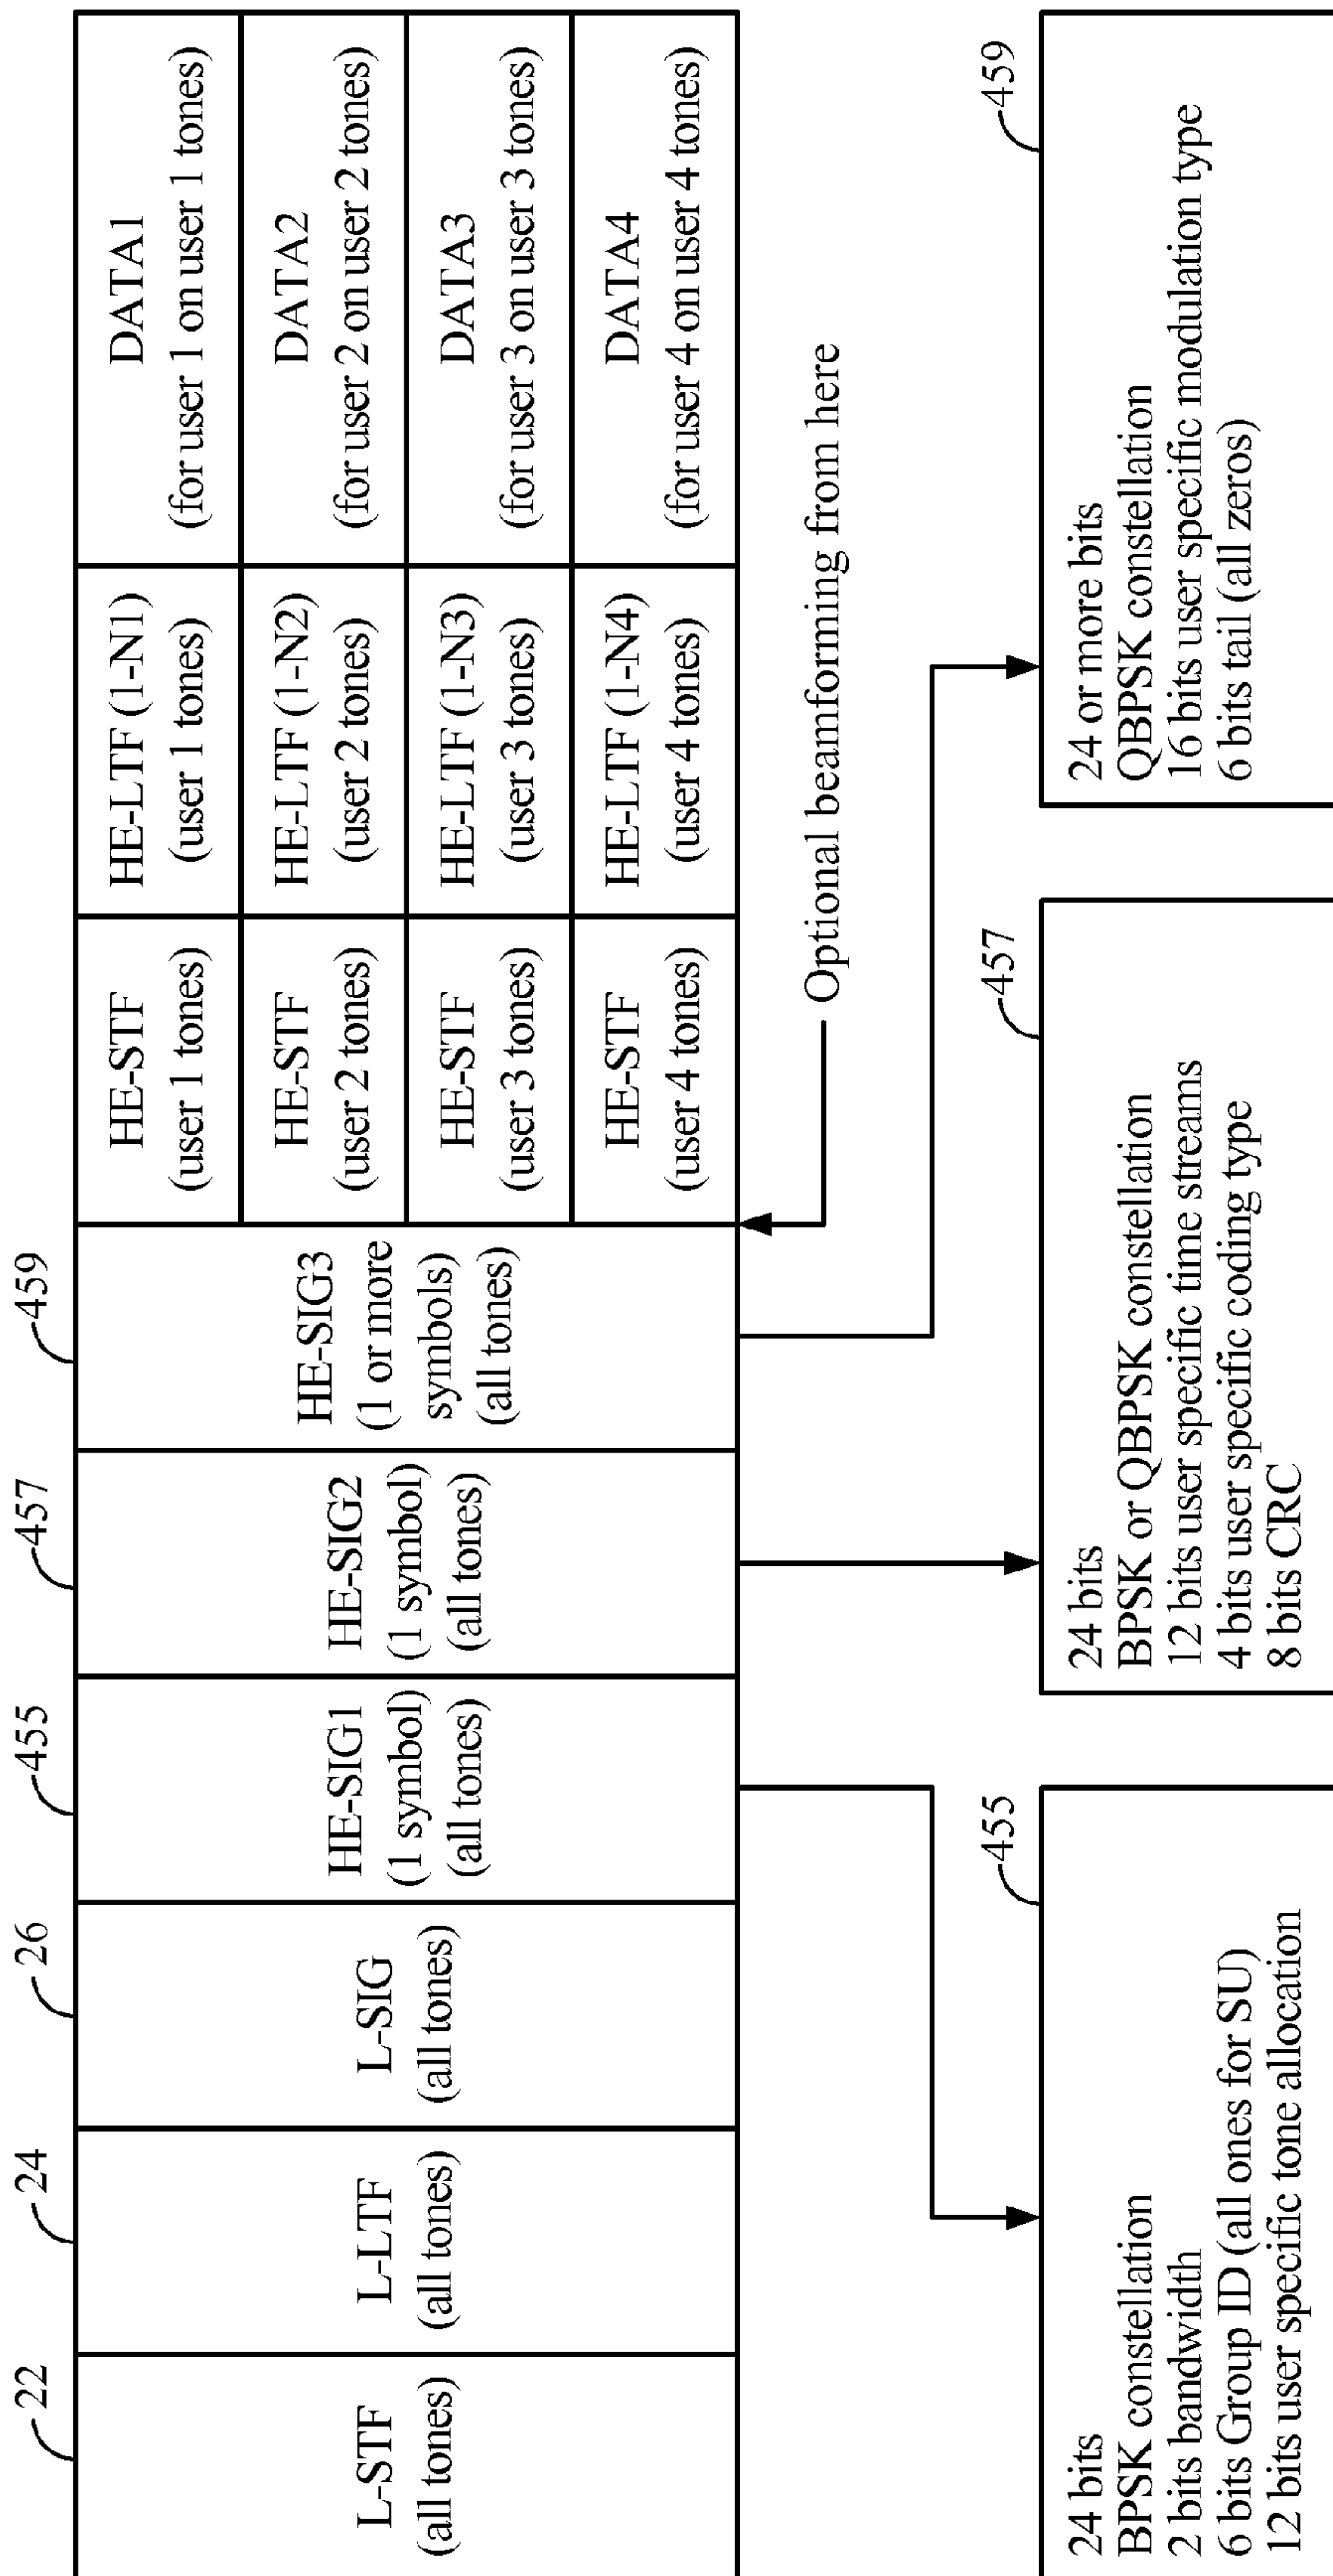 22
24
26
455
457
459
L-STF
(all tones)
L-LTF
(all tones)
L-SIG
(all tones)
HE-SIG1
(1 symbol)
(all tones)
HE-SIG2
(1 symbol)
(all tones)
HE-SIG3
(1 or more
symbols)
(all tones)
HE-STF
(user 1 tones)
HE-LTF (1-N1)
(user 1 tones)
DATA1
(for user 1 on user 1 tones)
HE-STF
(user 2 tones)
HE-LTF (1-N2)
(user 2 tones)
DATA2
(for user 2 on user 2 tones)
HE-STF
(user 3 tones)
HE-LTF (1-N3)
(user 3 tones)
DATA3
(for user 3 on user 3 tones)
HE-STF
(user 4 tones)
HE-LTF (1-N4)
(user 4 tones)
DATA4
(for user 4 on user 4 tones)
Optional beamforming from here
455
24 bits
BPSK constellation
2 bits bandwidth
6 bits Group ID (all ones for SU)
12 bits user specific tone allocation
457
24 bits
BPSK or QBPSK constellation
12 bits user specific time streams
4 bits user specific coding type
8 bits CRC
459
24 or more bits
QBPSK constellation
16 bits user specific modulation type
6 bits tail (all zeros)